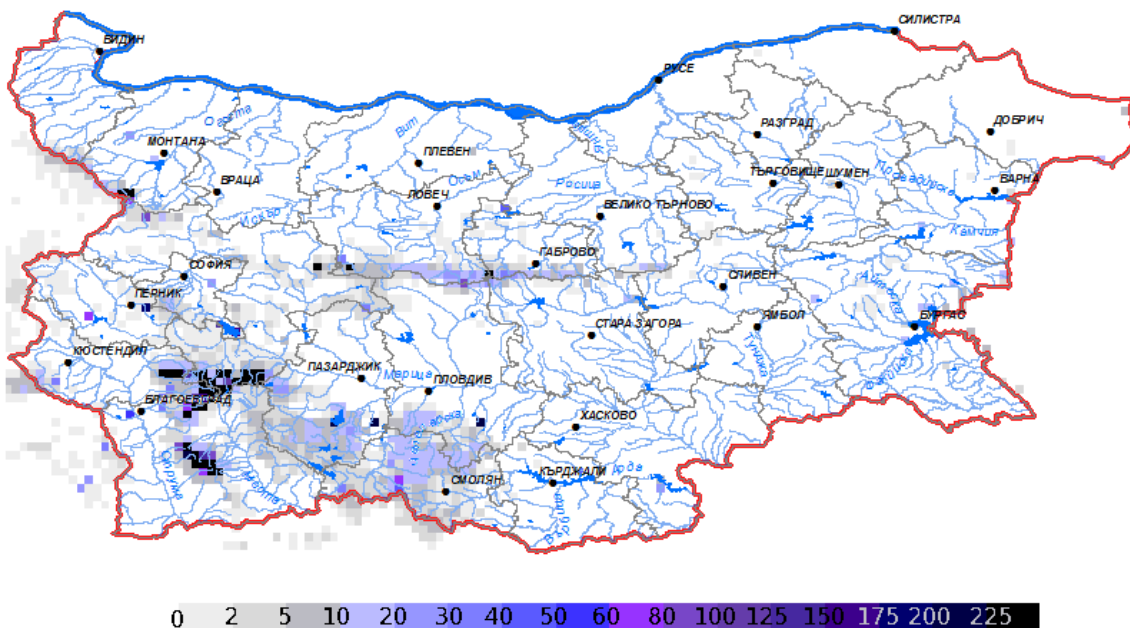 СИЛИСТРА
ВИДИН
РУСЕ
Огоста
Вит
ДОБРИЧ
РАЗГРАД
МОНТАНА
ПЛЕВЕН
ВРАЦА
Осъм
Росица
ТЪРГОВИЩЕ
ШУМЕН
Провадийска
ВАРНА
ЛОВЕЧ
Искър
ВЕЛИКО ТЪРНОВО
Камчия
СОФИЯ
ГАБРОВО
СЛИВЕН
ПЕРНИК
ЯМБОЛ
БУРГАС
СТАРА ЗАГОРА
Тунджа
КЮСТЕНДИЛ
ПАЗАРДЖИК
Марица
ПЛОВДИВ
БЛАГОЕВГРАД
ХАСКОВО
Струма
Места
СМОЛЯН
КЪРДЖАЛИ
Арда
0 2 5 10 20 30 40 50 60 80 100 125 150 175 200 225